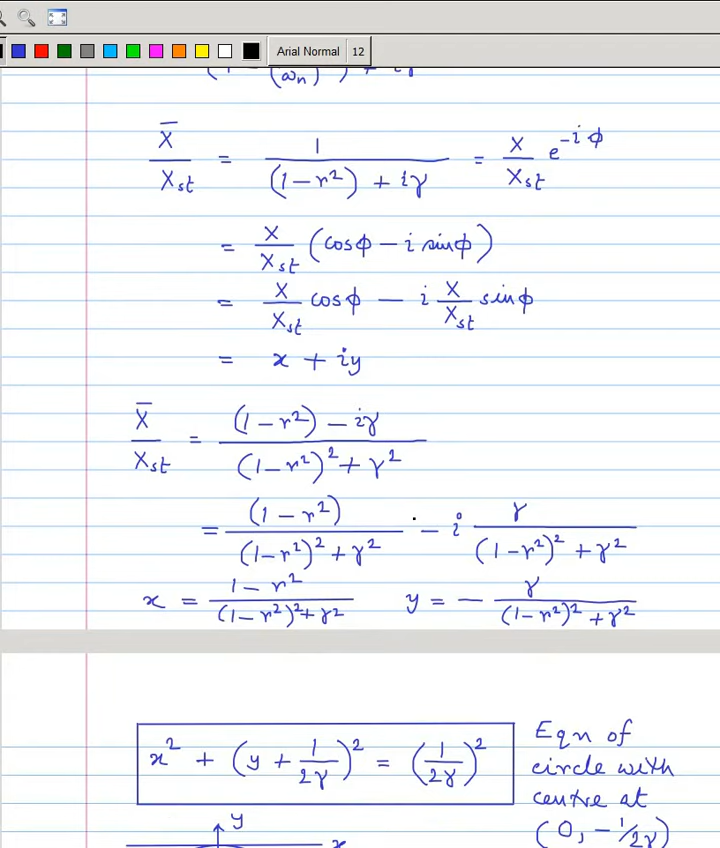 Arial Normal 12
X̄/X_st = 1/((1-r²) + iγ) = X/X_st e^{-iφ}
= X/X_st (cosφ - i sinφ)
= X/X_st cosφ - i X/X_st sinφ
= x + iy
X̄/X_st = ((1-r²) - iγ)/((1-r²)² + γ²)
= (1-r²)/((1-r²)² + γ²) - i γ/((1-r²)² + γ²)
x = (1-r²)/((1-r²)² + γ²) y = - γ/((1-r²)² + γ²)
x² + (y + 1/2γ)² = (1/2γ)²
Eqn of
circle with
centre at
(0, -1/2γ)
y
x